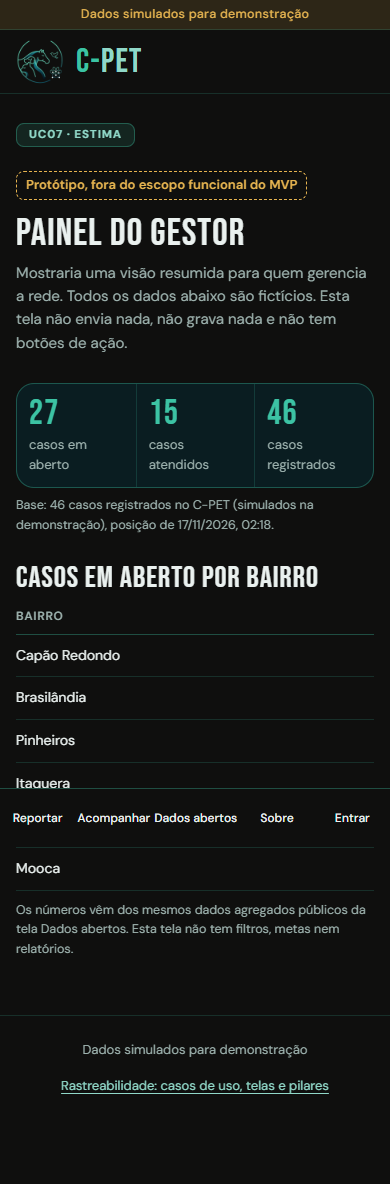 Dados simulados para demonstração
C-PET
UC07 · ESTIMA
Protótipo, fora do escopo funcional do MVP
PAINEL DO GESTOR
Mostraria uma visão resumida para quem gerencia
a rede. Todos os dados abaixo são fictícios. Esta
tela não envia nada, não grava nada e não tem
botões de ação.
27
casos em
aberto
15
casos
atendidos
46
casos
registrados
Base: 46 casos registrados no C-PET (simulados na
demonstração), posição de 17/11/2026, 02:18.
CASOS EM ABERTO POR BAIRRO
BAIRRO
Capão Redondo
Brasilândia
Pinheiros
Itaquera
Reportar Acompanhar Dados abertos Sobre Entrar
Mooca
Os números vêm dos mesmos dados agregados públicos da
tela Dados abertos. Esta tela não tem filtros, metas nem
relatórios.
Dados simulados para demonstração
Rastreabilidade: casos de uso, telas e pilares